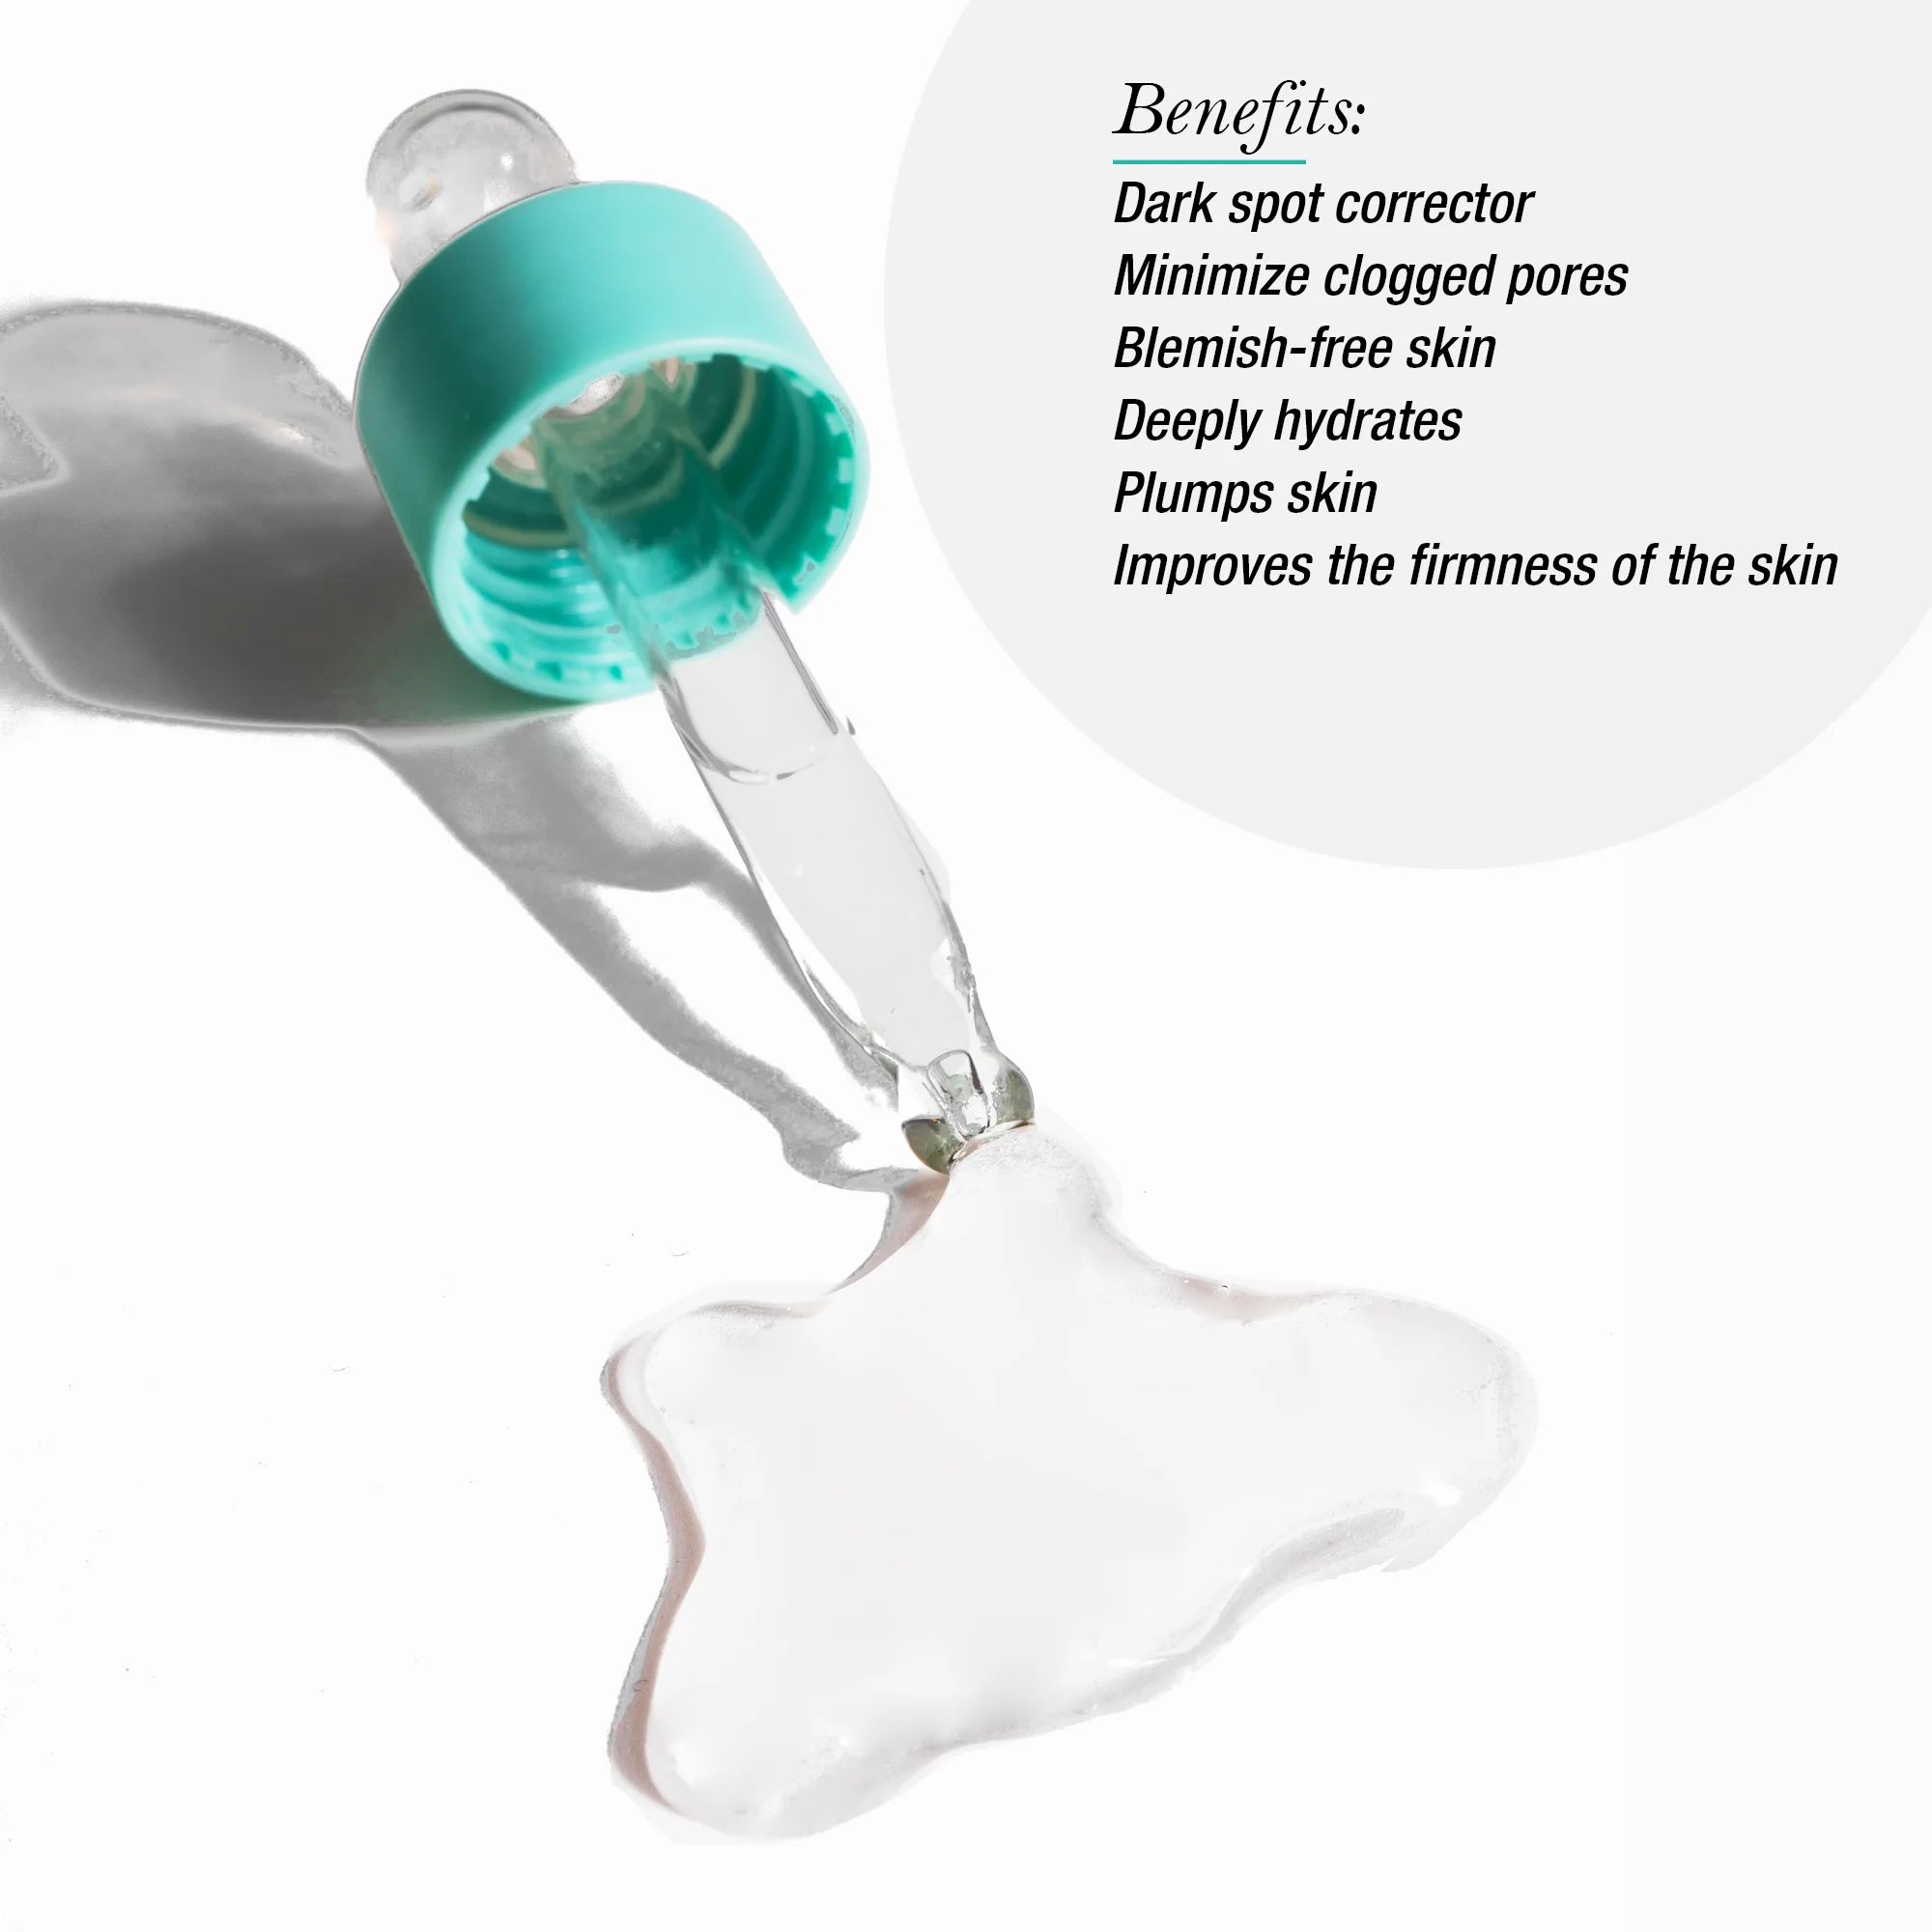 Benefits:
Dark spot corrector
Minimize clogged pores
Blemish-free skin
Deeply hydrates
Plumps skin
Improves the firmness of the skin